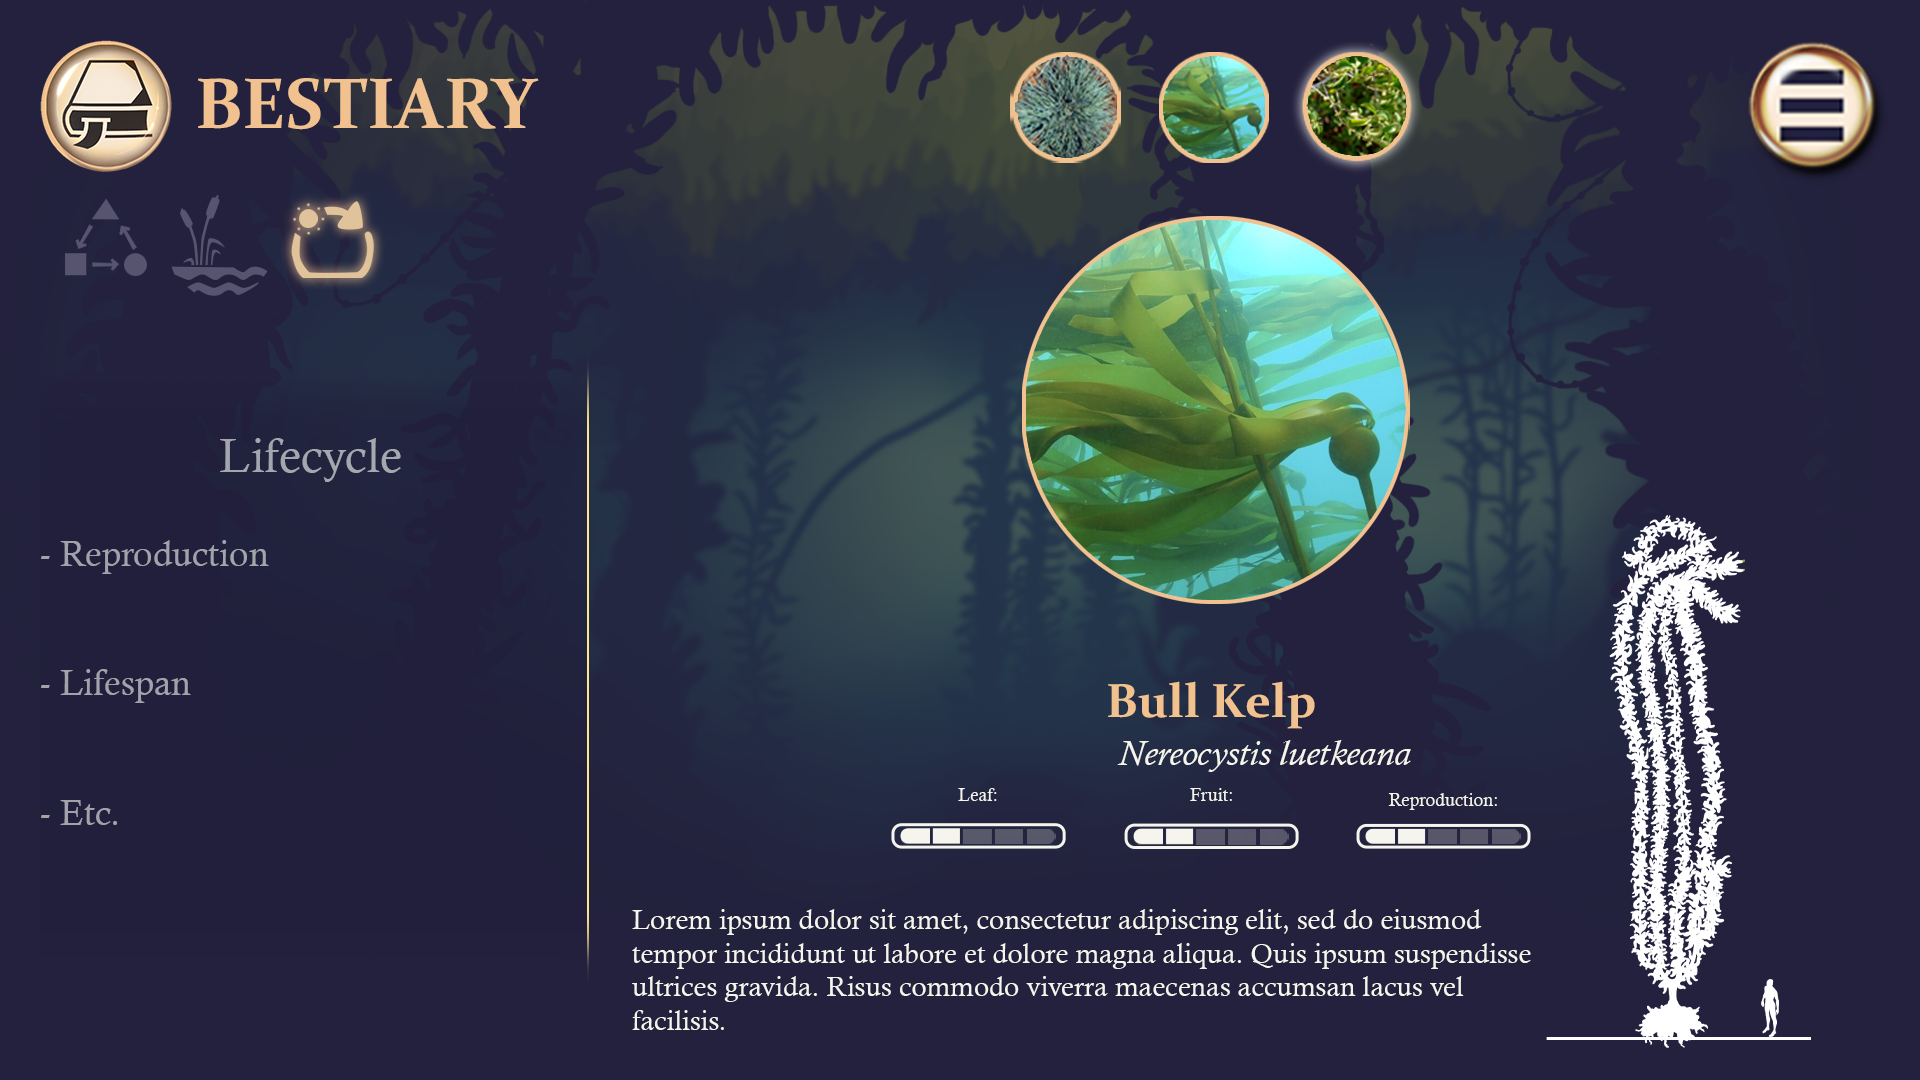 BESTIARY
Lifecycle
- Reproduction
- Lifespan
- Etc.
Bull Kelp
Nereocystis luetkeana
Leaf:
Fruit:
Reproduction:
Lorem ipsum dolor sit amet, consectetur adipiscing elit, sed do eiusmod
tempor incididunt ut labore et dolore magna aliqua. Quis ipsum suspendisse
ultrices gravida. Risus commodo viverra maecenas accumsan lacus vel
facilisis.